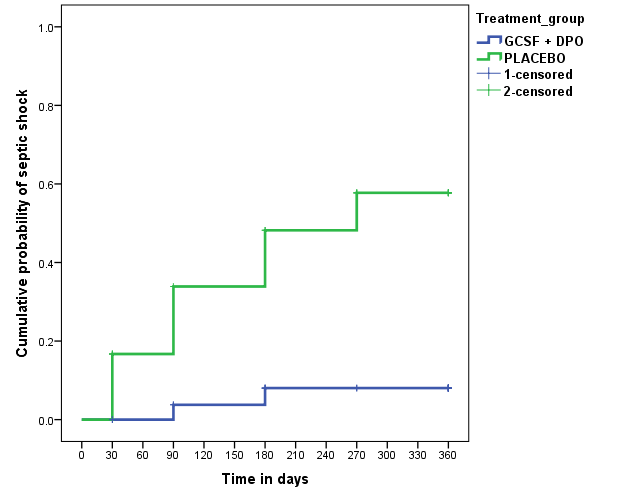 Treatment_group
GCSF + DPO
PLACEBO
1-censored
2-censored
Cumulative probability of septic shock
1.0
0.8
0.6
0.4
0.2
0.0
0 30 60 90 120 150 180 210 240 270 300 330 360
Time in days